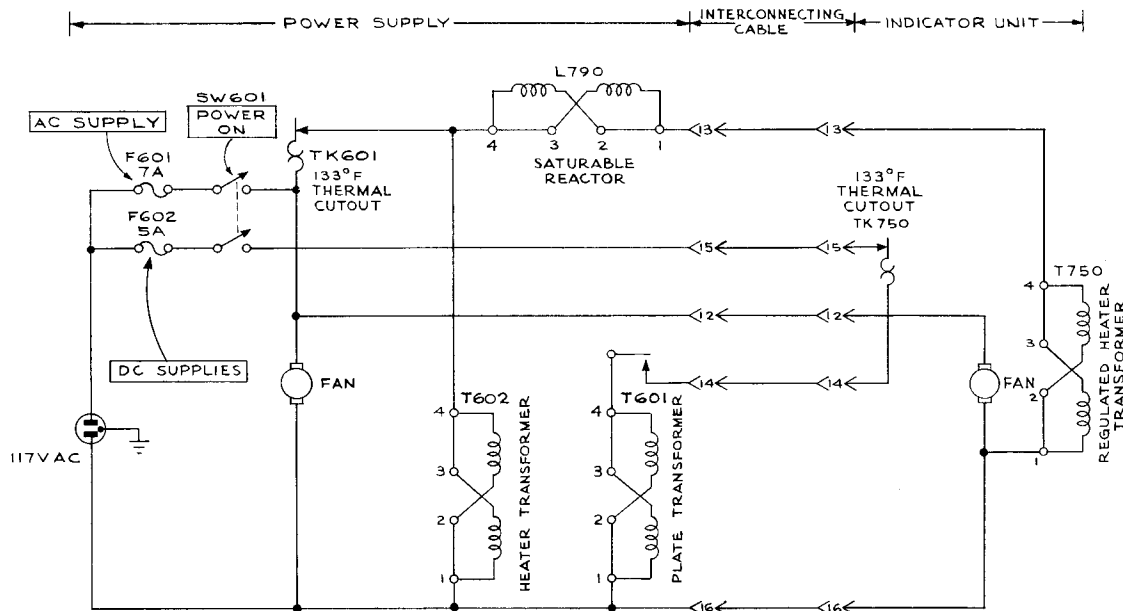 POWER SUPPLY
INTERCONNECTING
CABLE
INDICATOR UNIT
L790
4
3
2
1
SATURABLE
REACTOR
SW601
POWER
ON
AC SUPPLY
F601
7A
TK601
133°F
THERMAL
CUTOUT
13
13
133°F
THERMAL
CUTOUT
TK750
F602
5A
15
15
T750
4
3
2
1
REGULATED HEATER
TRANSFORMER
12
12
DC SUPPLIES
FAN
14
14
FAN
T602
4
3
2
1
HEATER TRANSFORMER
T601
4
3
2
1
PLATE TRANSFORMER
117VAC
16
16